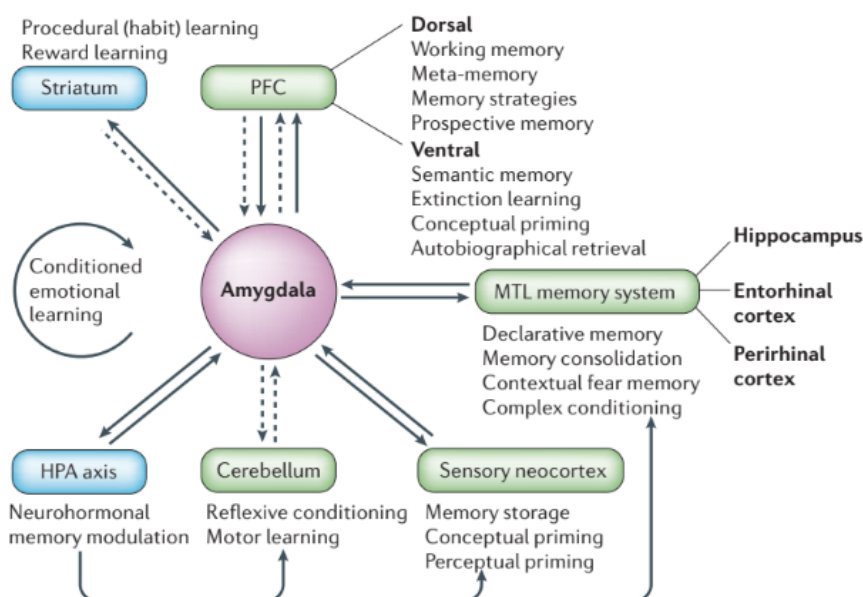 Procedural (habit) learning
Reward learning
Striatum
PFC
Dorsal
Working memory
Meta-memory
Memory strategies
Prospective memory
Ventral
Semantic memory
Extinction learning
Conceptual priming
Autobiographical retrieval
Conditioned
emotional
learning
Amygdala
MTL memory system
Hippocampus
Entorhinal
cortex
Perirhinal
cortex
Declarative memory
Memory consolidation
Contextual fear memory
Complex conditioning
HPA axis
Neurohormonal
memory modulation
Cerebellum
Reflexive conditioning
Motor learning
Sensory neocortex
Memory storage
Conceptual priming
Perceptual priming